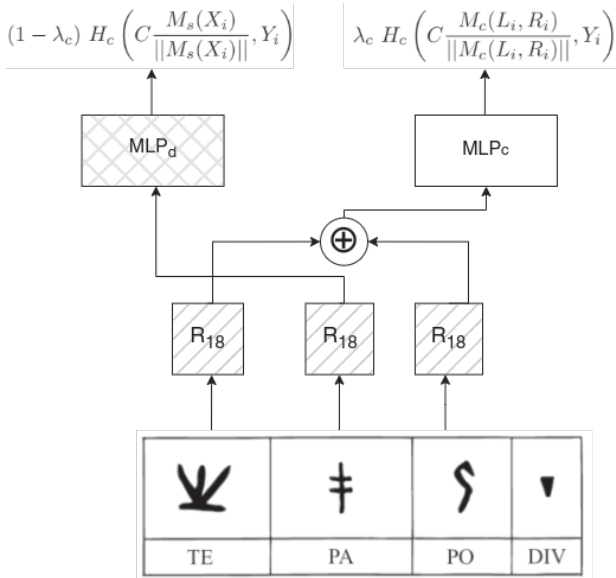 (1 − λ_c) H_c ( C M_s(X_i) / ||M_s(X_i)||, Y_i )
λ_c H_c ( C M_c(L_i, R_i) / ||M_c(L_i, R_i)||, Y_i )
MLP_d
MLP_c
⊕
R_18
R_18
R_18
TE
PA
PO
DIV